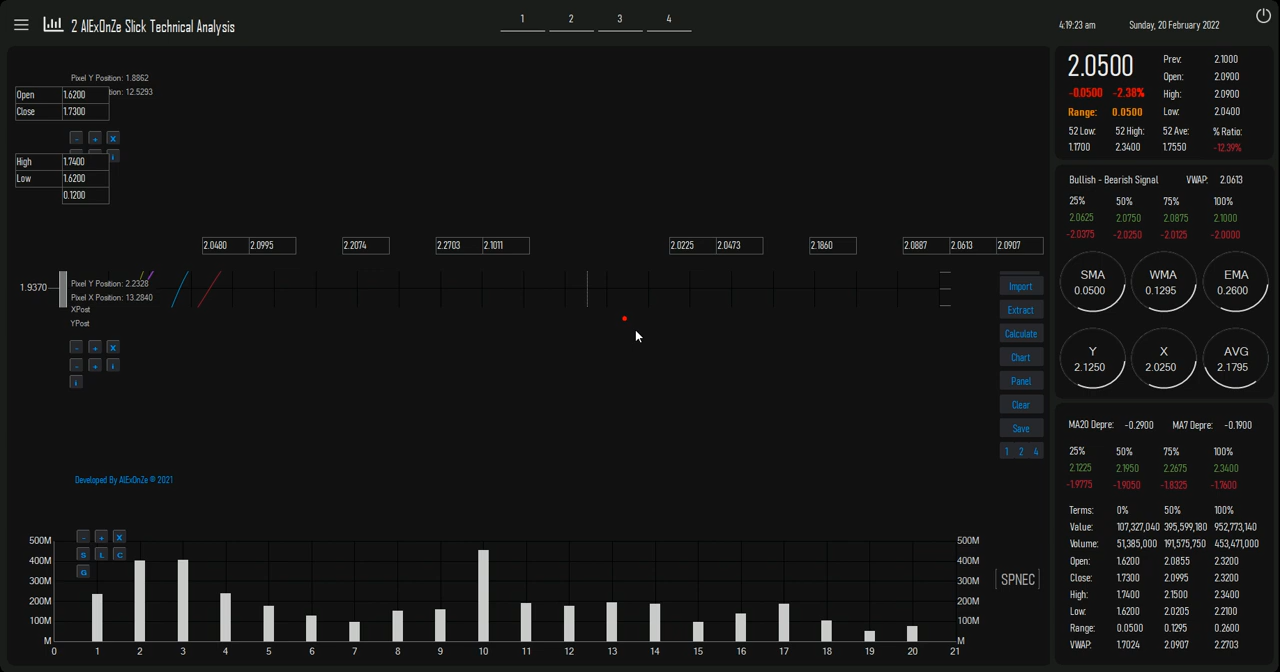 2 AlExOnZe Slick Technical Analysis
1 2 3 4
4:19:23 am Sunday, 20 February 2022
Pixel Y Position: 1.8862
tion: 12.5293
Open 1.6200
Close 1.7300
- + X
i
High 1.7400
Low 1.6200
0.1200
2.0480 2.0995 2.2074 2.2703 2.1011 2.0225 2.0473 2.1860 2.0887 2.0613 2.0907
1.9370
Pixel Y Position: 2.2328
Pixel X Position: 13.2840
XPost
YPost
- + X
- + i
i
Import
Extract
Calculate
Chart
Panel
Clear
Save
1 2 4
Developed By AlExOnZe © 2021
500M
400M
300M
200M
100M
M
- + X
S L C
G
500M
400M
300M
200M
100M
M
0 1 2 3 4 5 6 7 8 9 10 11 12 13 14 15 16 17 18 19 20 21
SPNEC
2.0500
-0.0500 -2.38%
Range: 0.0500
Prev: 2.1000
Open: 2.0900
High: 2.0900
Low: 2.0400
52 Low: 52 High: 52 Ave: % Ratio:
1.1700 2.3400 1.7550 -12.39%
Bullish - Bearish Signal VWAP: 2.0613
25% 50% 75% 100%
2.0625 2.0750 2.0875 2.1000
-2.0375 -2.0250 -2.0125 -2.0000
SMA WMA EMA
0.0500 0.1295 0.2600
Y X AVG
2.1250 2.0250 2.1795
MA20 Depre: -0.2900 MA7 Depre: -0.1900
25% 50% 75% 100%
2.1225 2.1950 2.2675 2.3400
-1.9775 -1.9050 -1.8325 -1.7600
Terms: 0% 50% 100%
Value: 107,327,040 395,599,180 952,773,140
Volume: 51,385,000 191,575,750 453,471,000
Open: 1.6200 2.0855 2.3200
Close: 1.7300 2.0995 2.3200
High: 1.7400 2.1500 2.3400
Low: 1.6200 2.0205 2.2100
Range: 0.0500 0.1295 0.2600
VWAP: 1.7024 2.0907 2.2703